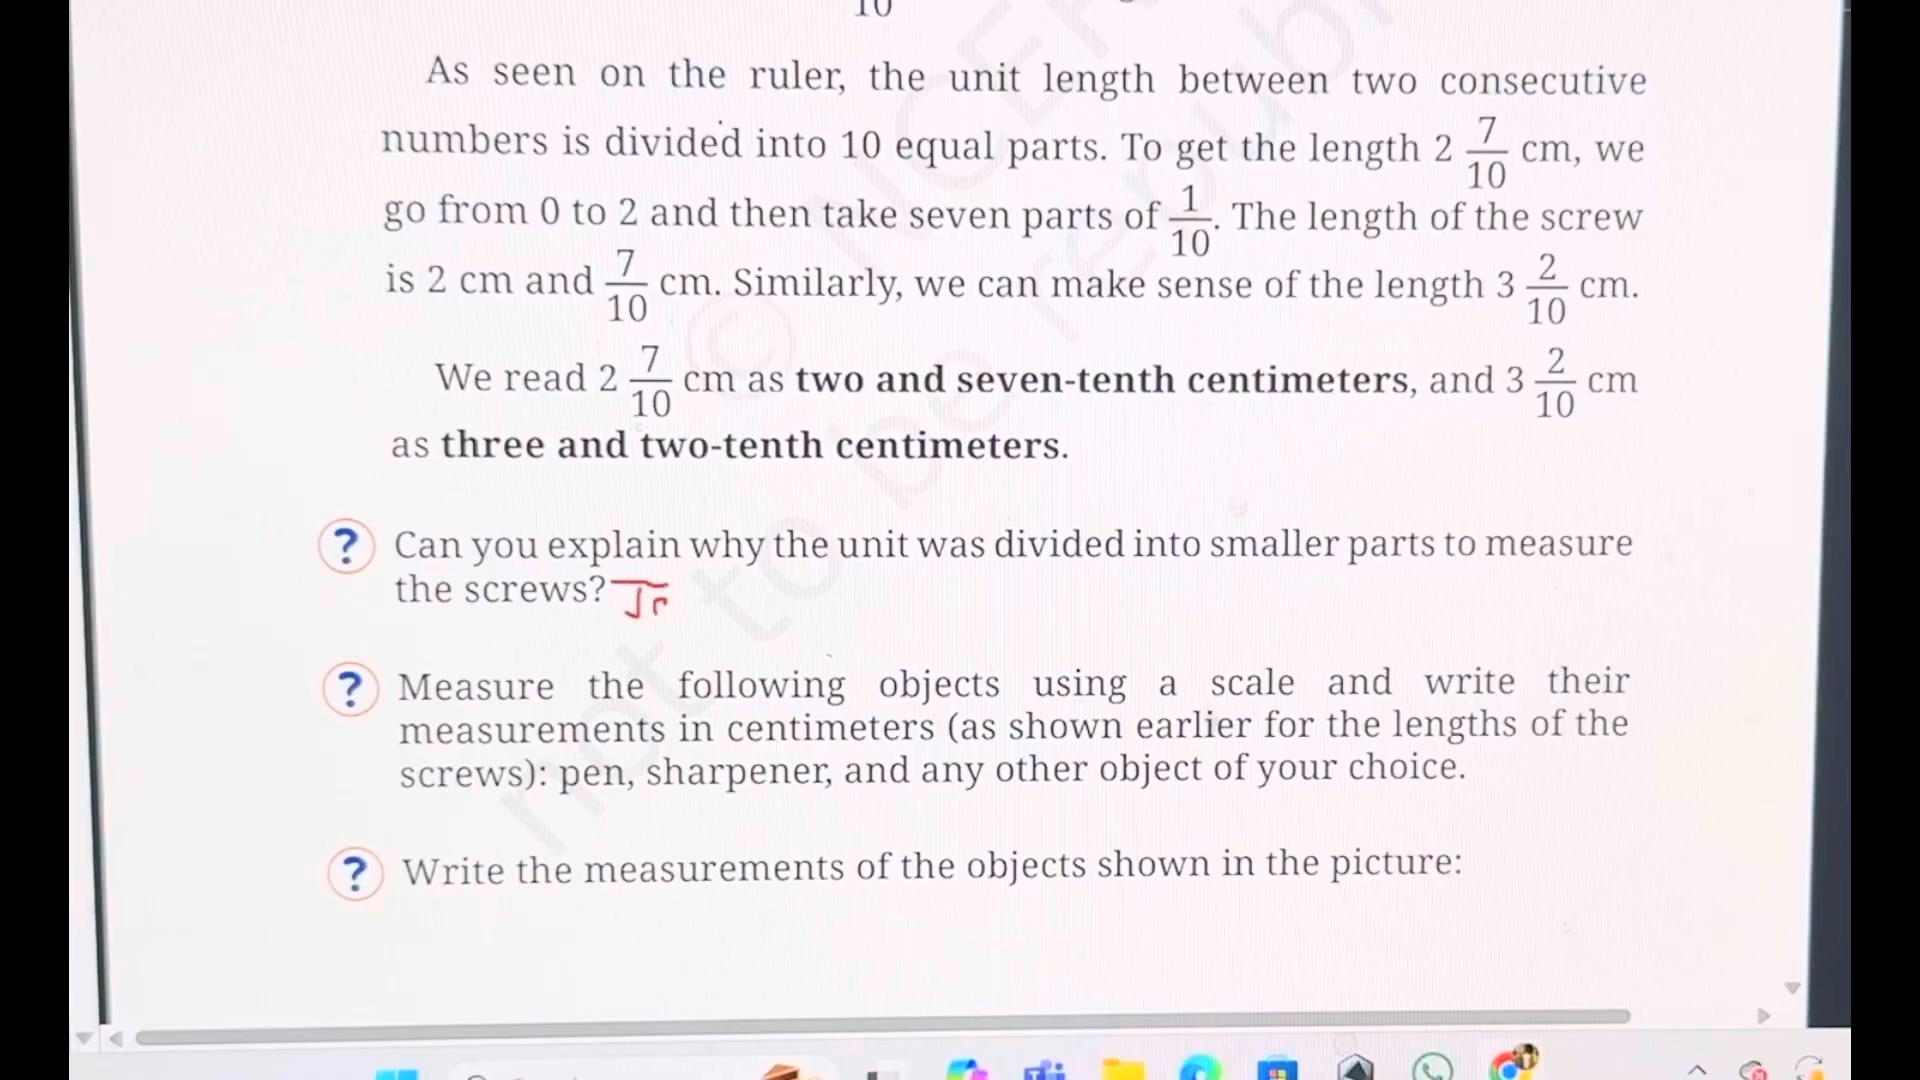 10
As seen on the ruler, the unit length between two consecutive
numbers is divided into 10 equal parts. To get the length 2 7/10 cm, we
go from 0 to 2 and then take seven parts of 1/10. The length of the screw
is 2 cm and 7/10 cm. Similarly, we can make sense of the length 3 2/10 cm.
We read 2 7/10 cm as two and seven-tenth centimeters, and 3 2/10 cm
as three and two-tenth centimeters.
? Can you explain why the unit was divided into smaller parts to measure
the screws?
? Measure the following objects using a scale and write their
measurements in centimeters (as shown earlier for the lengths of the
screws): pen, sharpener, and any other object of your choice.
? Write the measurements of the objects shown in the picture:
© NCER
not to be republ